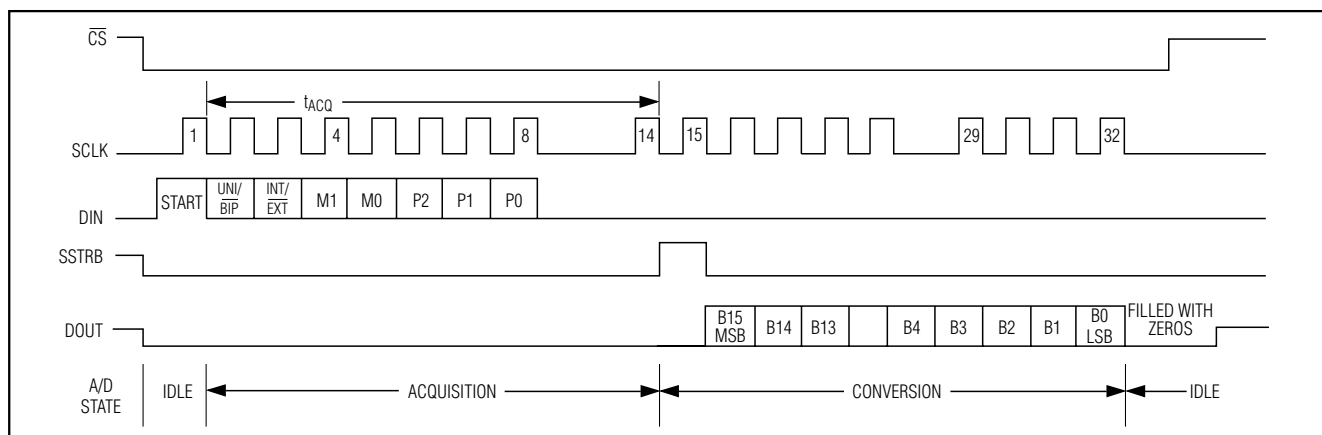 CS
tACQ
SCLK 1 4 8 14 15 29 32
DIN START UNI/BIP INT/EXT M1 M0 P2 P1 P0
SSTRB
DOUT B15 MSB B14 B13 B4 B3 B2 B1 B0 LSB FILLED WITH ZEROS
A/D STATE IDLE ACQUISITION CONVERSION IDLE